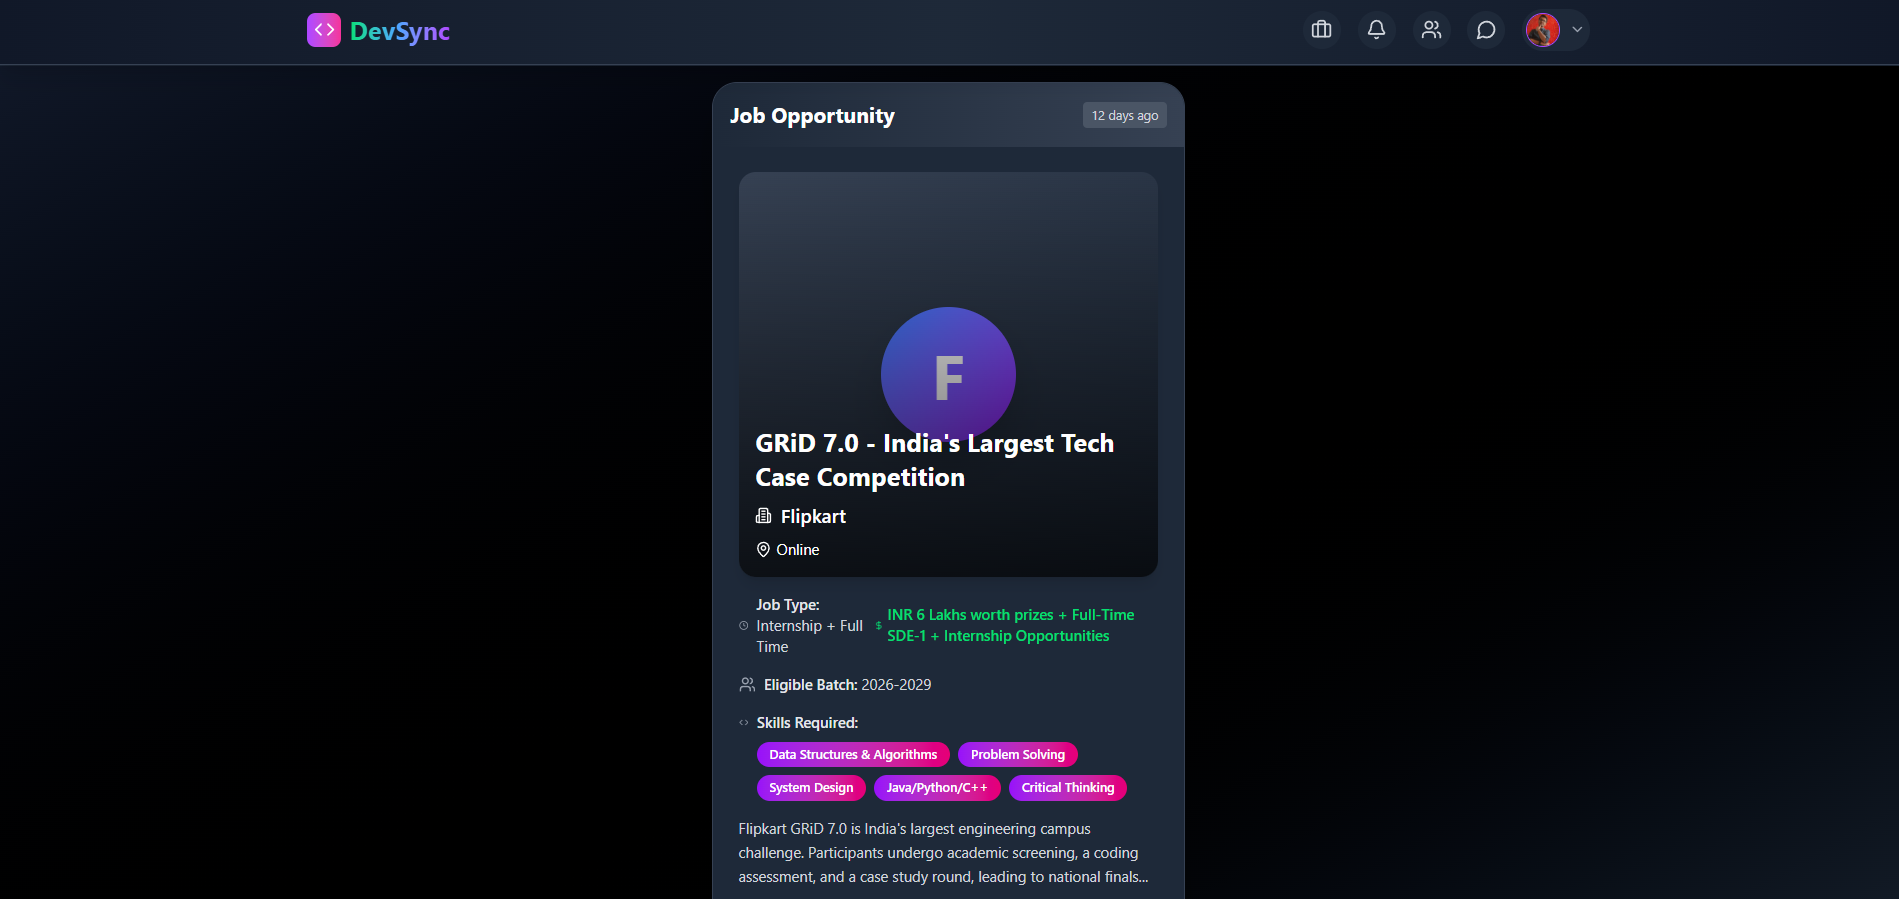 DevSync
Job Opportunity
12 days ago
F
GRiD 7.0 - India's Largest Tech
Case Competition
Flipkart
Online
Job Type:
Internship + Full
Time
INR 6 Lakhs worth prizes + Full-Time
SDE-1 + Internship Opportunities
Eligible Batch: 2026-2029
Skills Required:
Data Structures & Algorithms
Problem Solving
System Design
Java/Python/C++
Critical Thinking
Flipkart GRiD 7.0 is India's largest engineering campus
challenge. Participants undergo academic screening, a coding
assessment, and a case study round, leading to national finals...